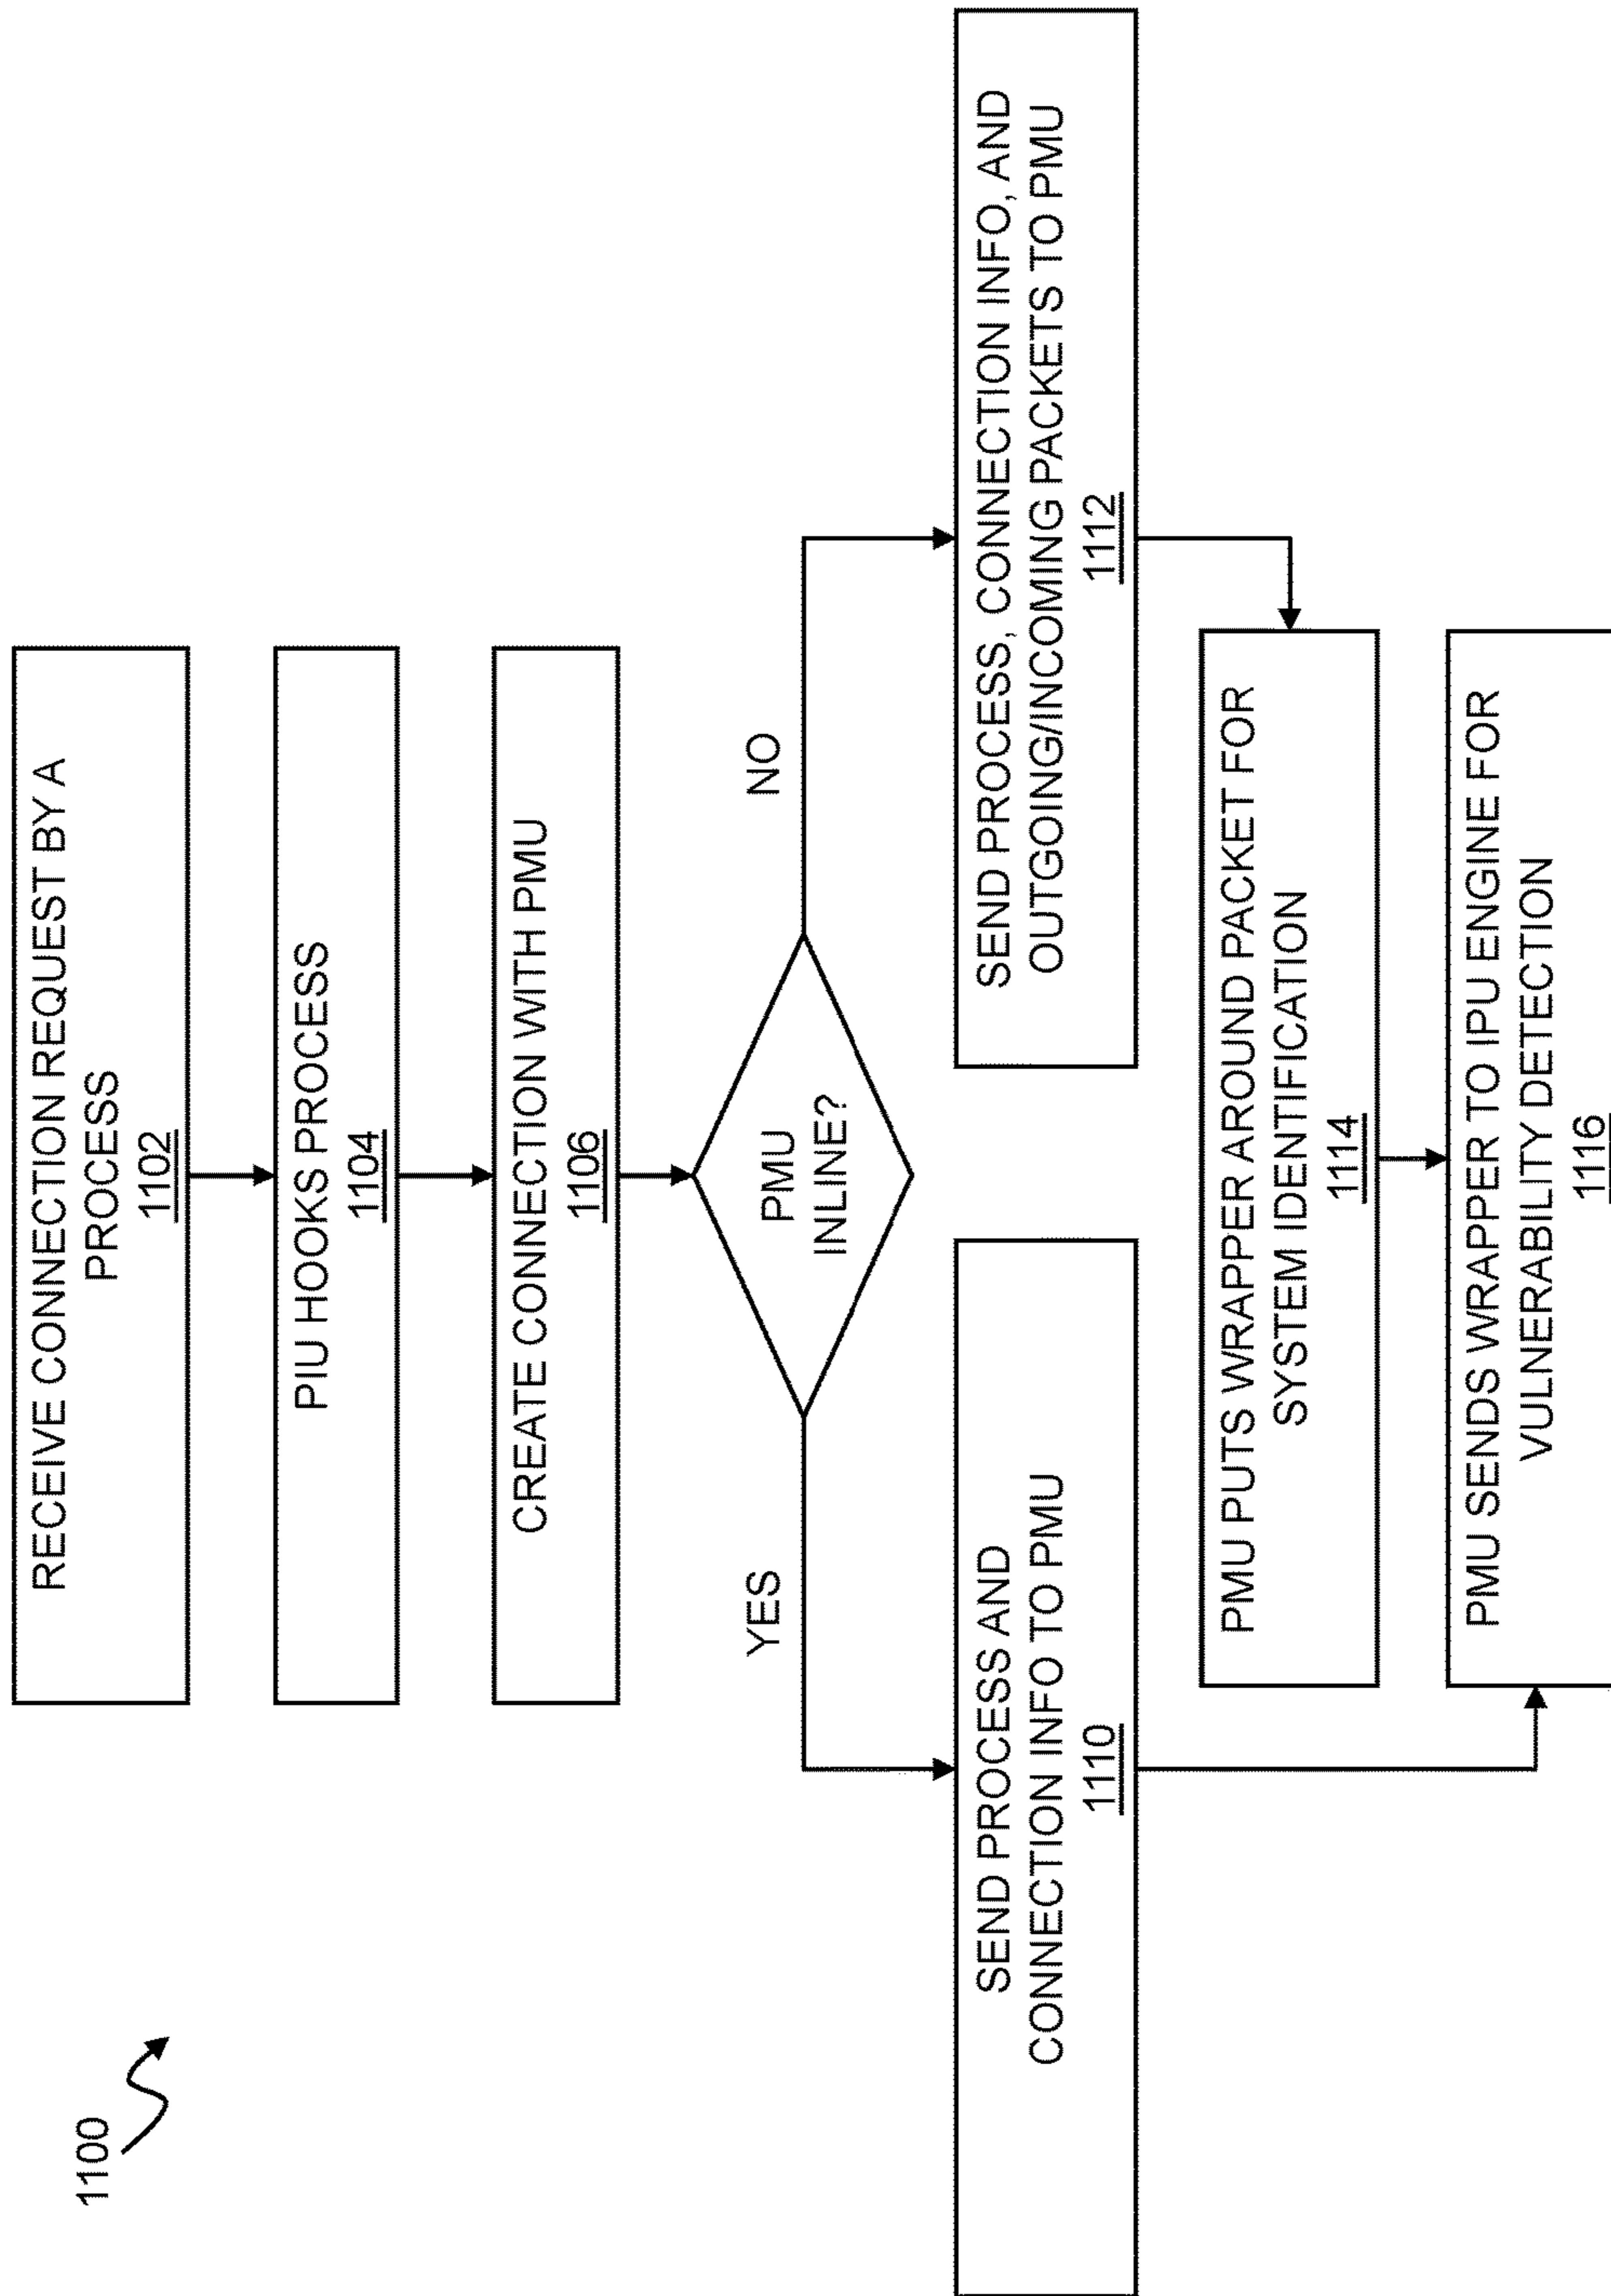 1100
RECEIVE CONNECTION REQUEST BY A
PROCESS
1102
PIU HOOKS PROCESS
1104
CREATE CONNECTION WITH PMU
1106
PMU
INLINE?
YES
NO
SEND PROCESS AND
CONNECTION INFO TO PMU
1110
SEND PROCESS, CONNECTION INFO, AND
OUTGOING/INCOMING PACKETS TO PMU
1112
PMU PUTS WRAPPER AROUND PACKET FOR
SYSTEM IDENTIFICATION
1114
PMU SENDS WRAPPER TO IPU ENGINE FOR
VULNERABILITY DETECTION
1116